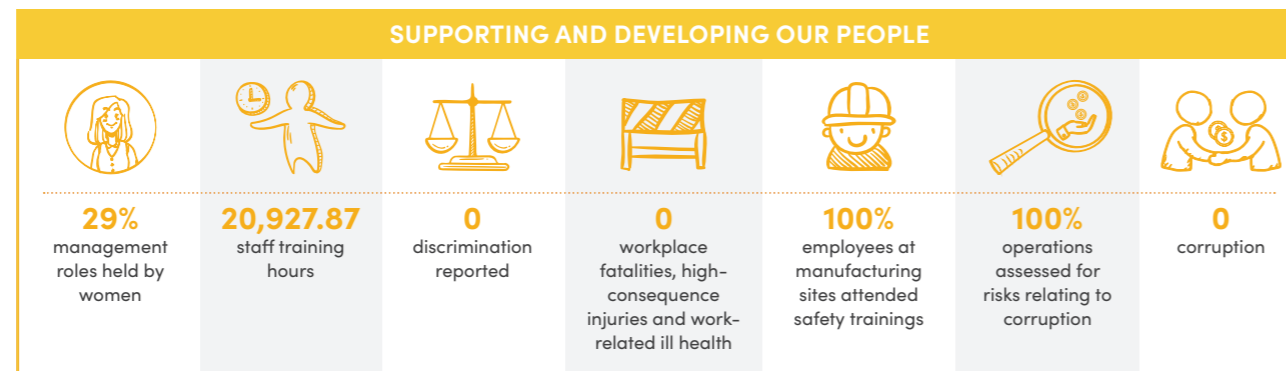 SUPPORTING AND DEVELOPING OUR PEOPLE
29%
management
roles held by
women
20,927.87
staff training
hours
0
discrimination
reported
0
workplace
fatalities, high-
consequence
injuries and work-
related ill health
100%
employees at
manufacturing
sites attended
safety trainings
100%
operations
assessed for
risks relating to
corruption
0
corruption